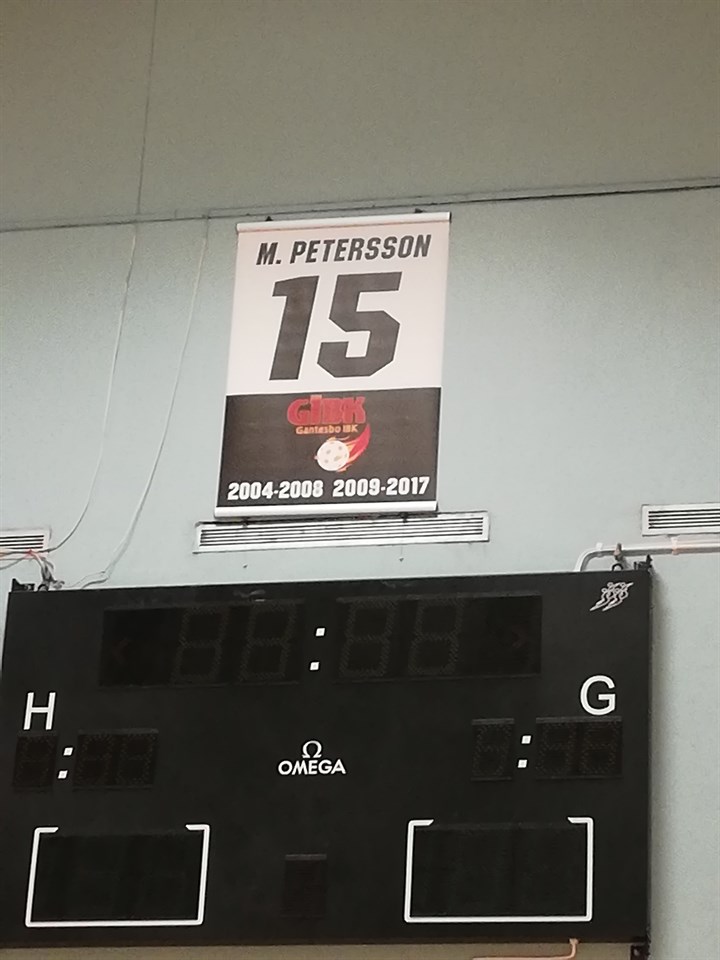 M. PETERSSON
15
GIBK
Gantesbo IBK
2004-2008 2009-2017
:
H G
: :
Ω
OMEGA